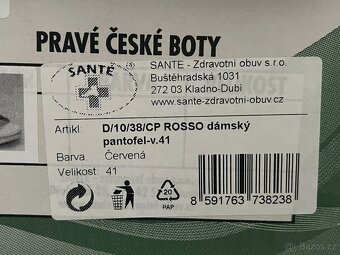 PRAVÉ ČESKÉ BOTY
SANTÉ
SANTE - Zdravotní obuv s.r.o.
Buštěhradská 1031
272 03 Kladno-Dubí
www.sante-zdravotni-obuv.cz
Artikl: D/10/38/CP ROSSO dámský
pantofel-v.41
Barva: Červená
Velikost: 41
20
PAP
8 591763 738238